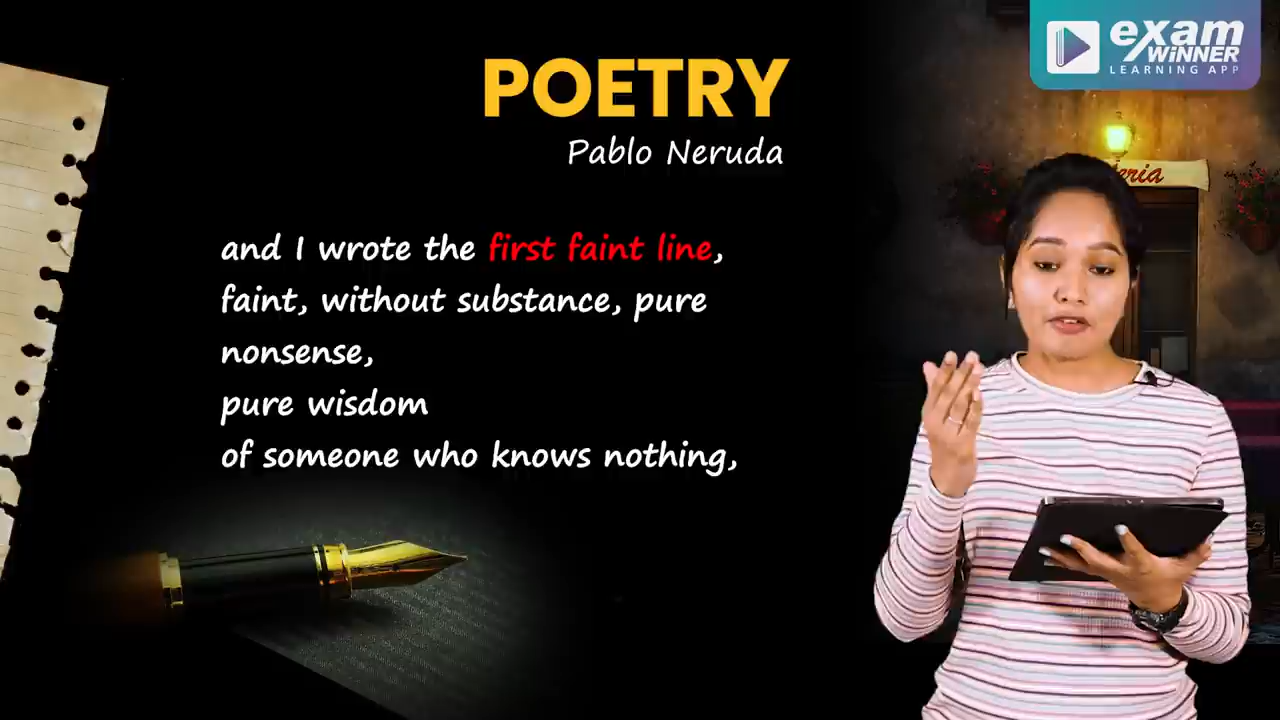 exam
WiNNER
LEARNING APP
POETRY
Pablo Neruda
and I wrote the first faint line,
faint, without substance, pure
nonsense,
pure wisdom
of someone who knows nothing,